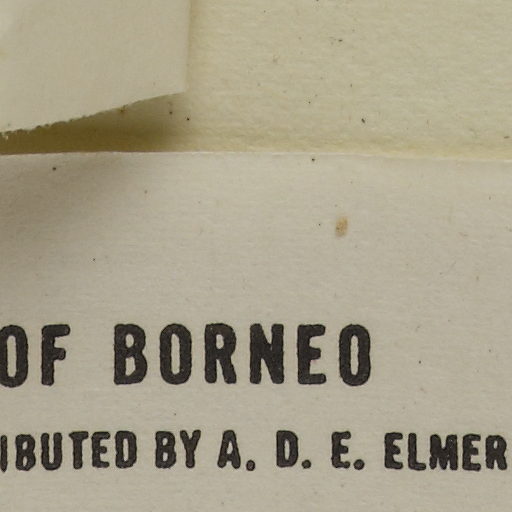 OF BORNEO
IBUTED BY A. D. E. ELMER